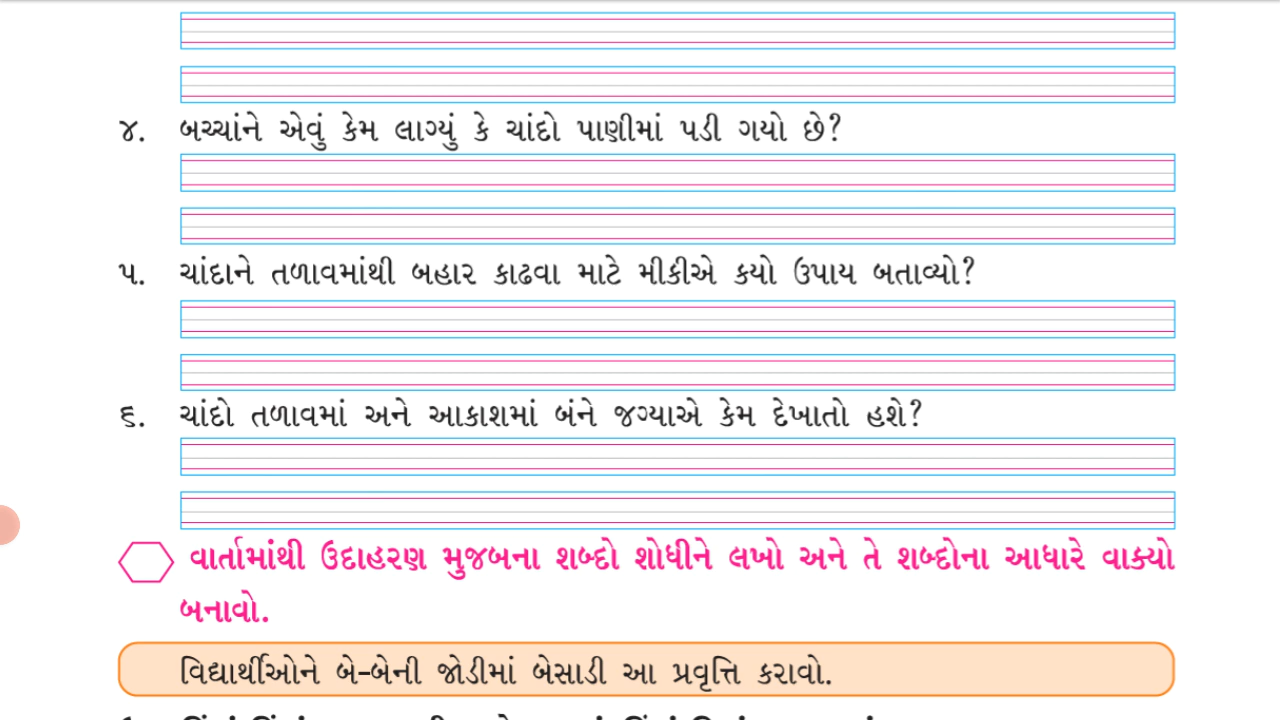 ૪. બચ્ચાંને એવું કેમ લાગ્યું કે ચાંદો પાણીમાં પડી ગયો છે?
૫. ચાંદાને તળાવમાંથી બહાર કાઢવા માટે મીકીએ કયો ઉપાય બતાવ્યો?
૬. ચાંદો તળાવમાં અને આકાશમાં બંને જગ્યાએ કેમ દેખાતો હશે?
વાર્તામાંથી ઉદાહરણ મુજબના શબ્દો શોધીને લખો અને તે શબ્દોના આધારે વાક્યો
બનાવો.
વિદ્યાર્થીઓને બે-બેની જોડીમાં બેસાડી આ પ્રવૃત્તિ કરાવો.